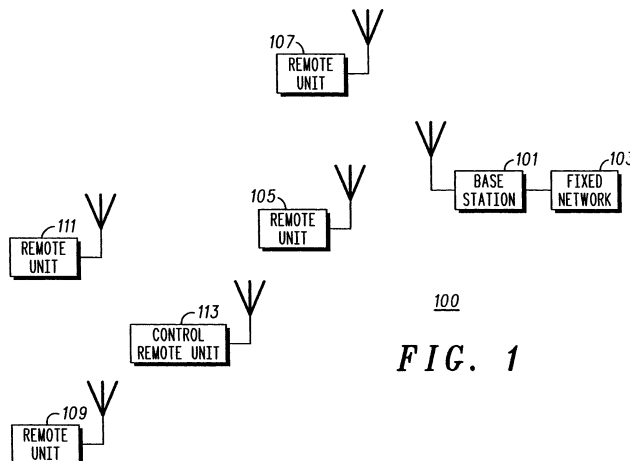 107
REMOTE
UNIT
101
BASE
STATION
103
FIXED
NETWORK
105
REMOTE
UNIT
111
REMOTE
UNIT
100
113
CONTROL
REMOTE UNIT
FIG. 1
109
REMOTE
UNIT